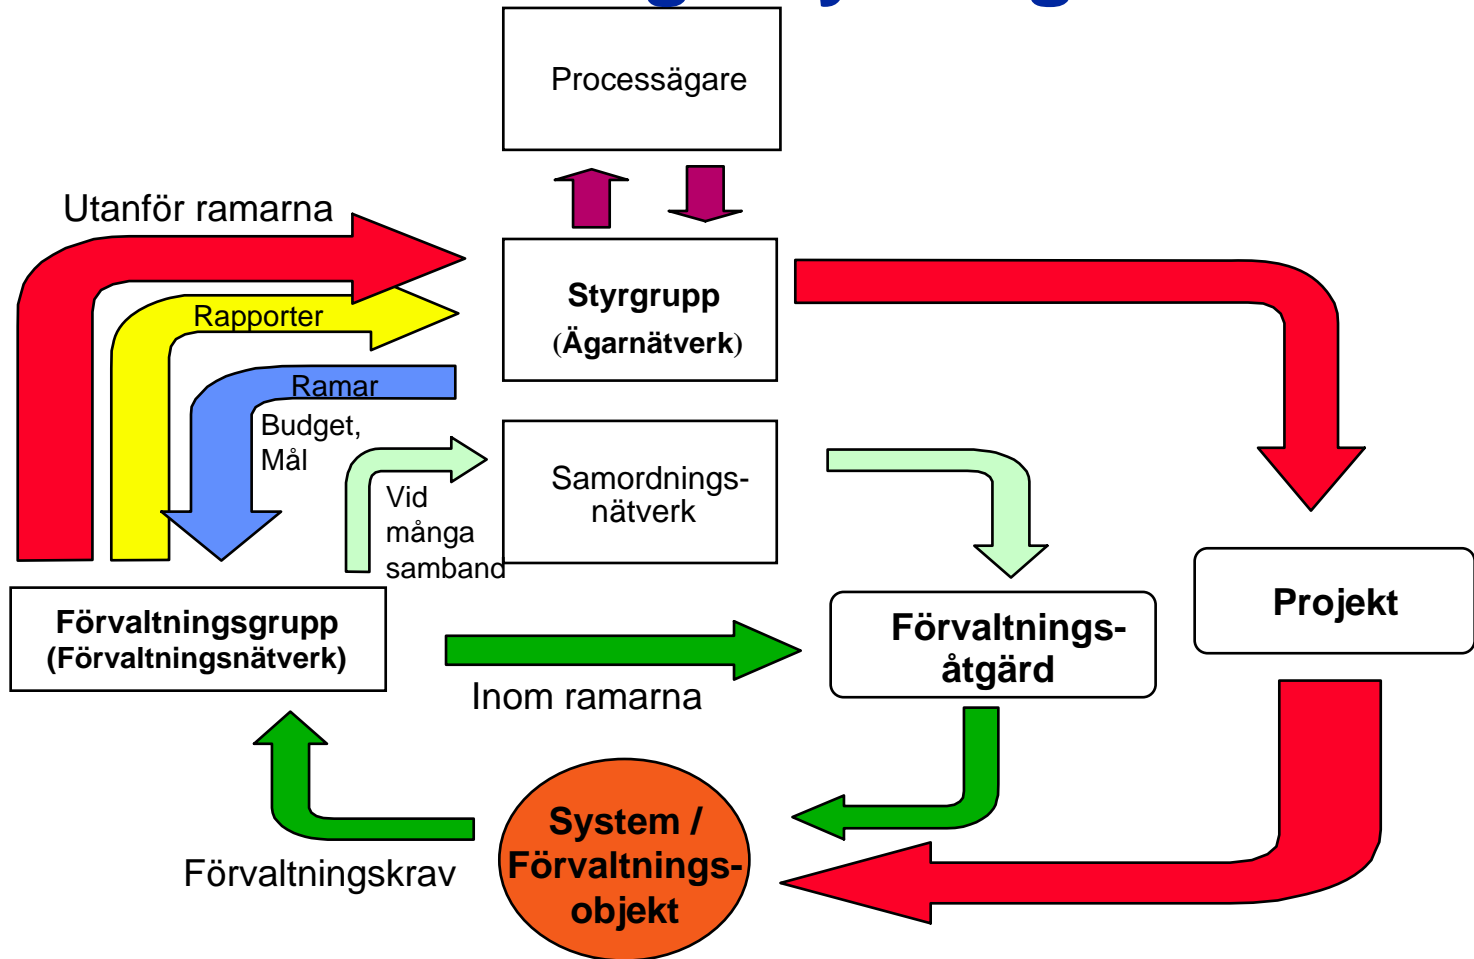 Processägare
Utanför ramarna
Rapporter
Styrgrupp
(Ägarnätverk)
Ramar
Budget,
Mål
Vid
många
samband
Samordnings-
nätverk
Förvaltningsgrupp
(Förvaltningsnätverk)
Inom ramarna
Förvaltnings-
åtgärd
Projekt
Förvaltningskrav
System /
Förvaltnings-
objekt